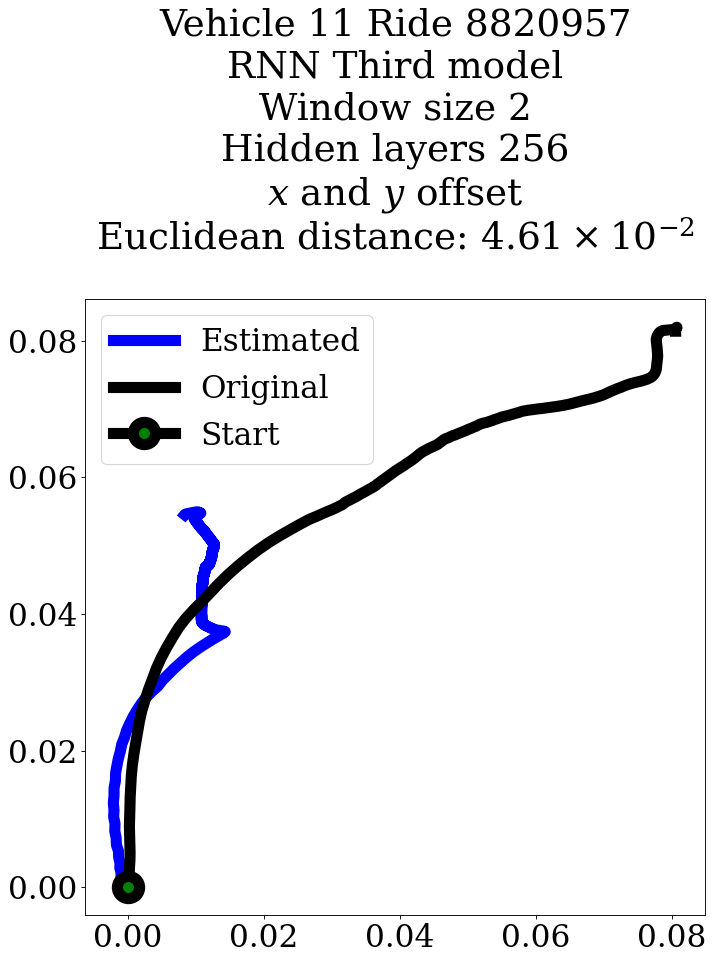 Vehicle 11 Ride 8820957
RNN Third model
Window size 2
Hidden layers 256
x and y offset
Euclidean distance: 4.61 × 10⁻²
Estimated
Original
Start
0.08
0.06
0.04
0.02
0.00
0.00 0.02 0.04 0.06 0.08